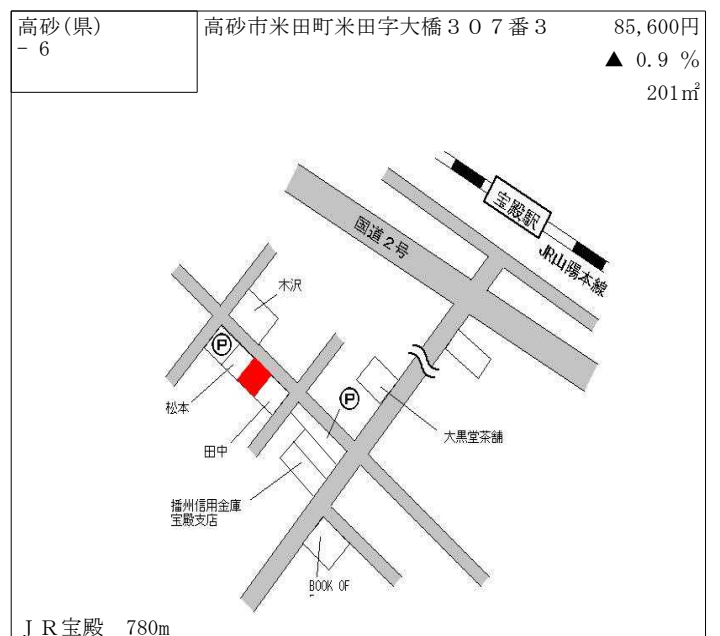 高砂(県)
- 6
高砂市米田町米田字大橋３０７番３
85,600円
▲ 0.9 %
201㎡
宝殿駅
国道２号
JR山陽本線
木沢
P
松本
P
田中
大黒堂茶舗
播州信用金庫
宝殿支店
BOOK OF
ＪＲ宝殿　780m